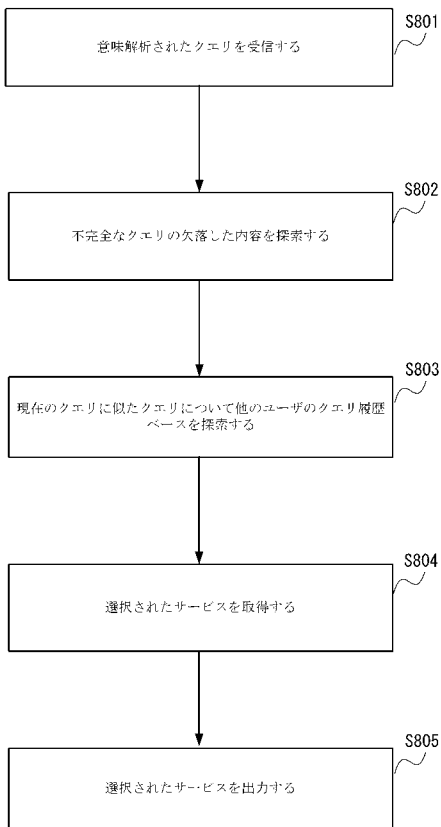 S801
意味解析されたクエリを受信する
S802
不完全なクエリの欠落した内容を探索する
S803
現在のクエリに似たクエリについて他のユーザのクエリ履歴
ベースを探索する
S804
選択されたサービスを取得する
S805
選択されたサービスを出力する